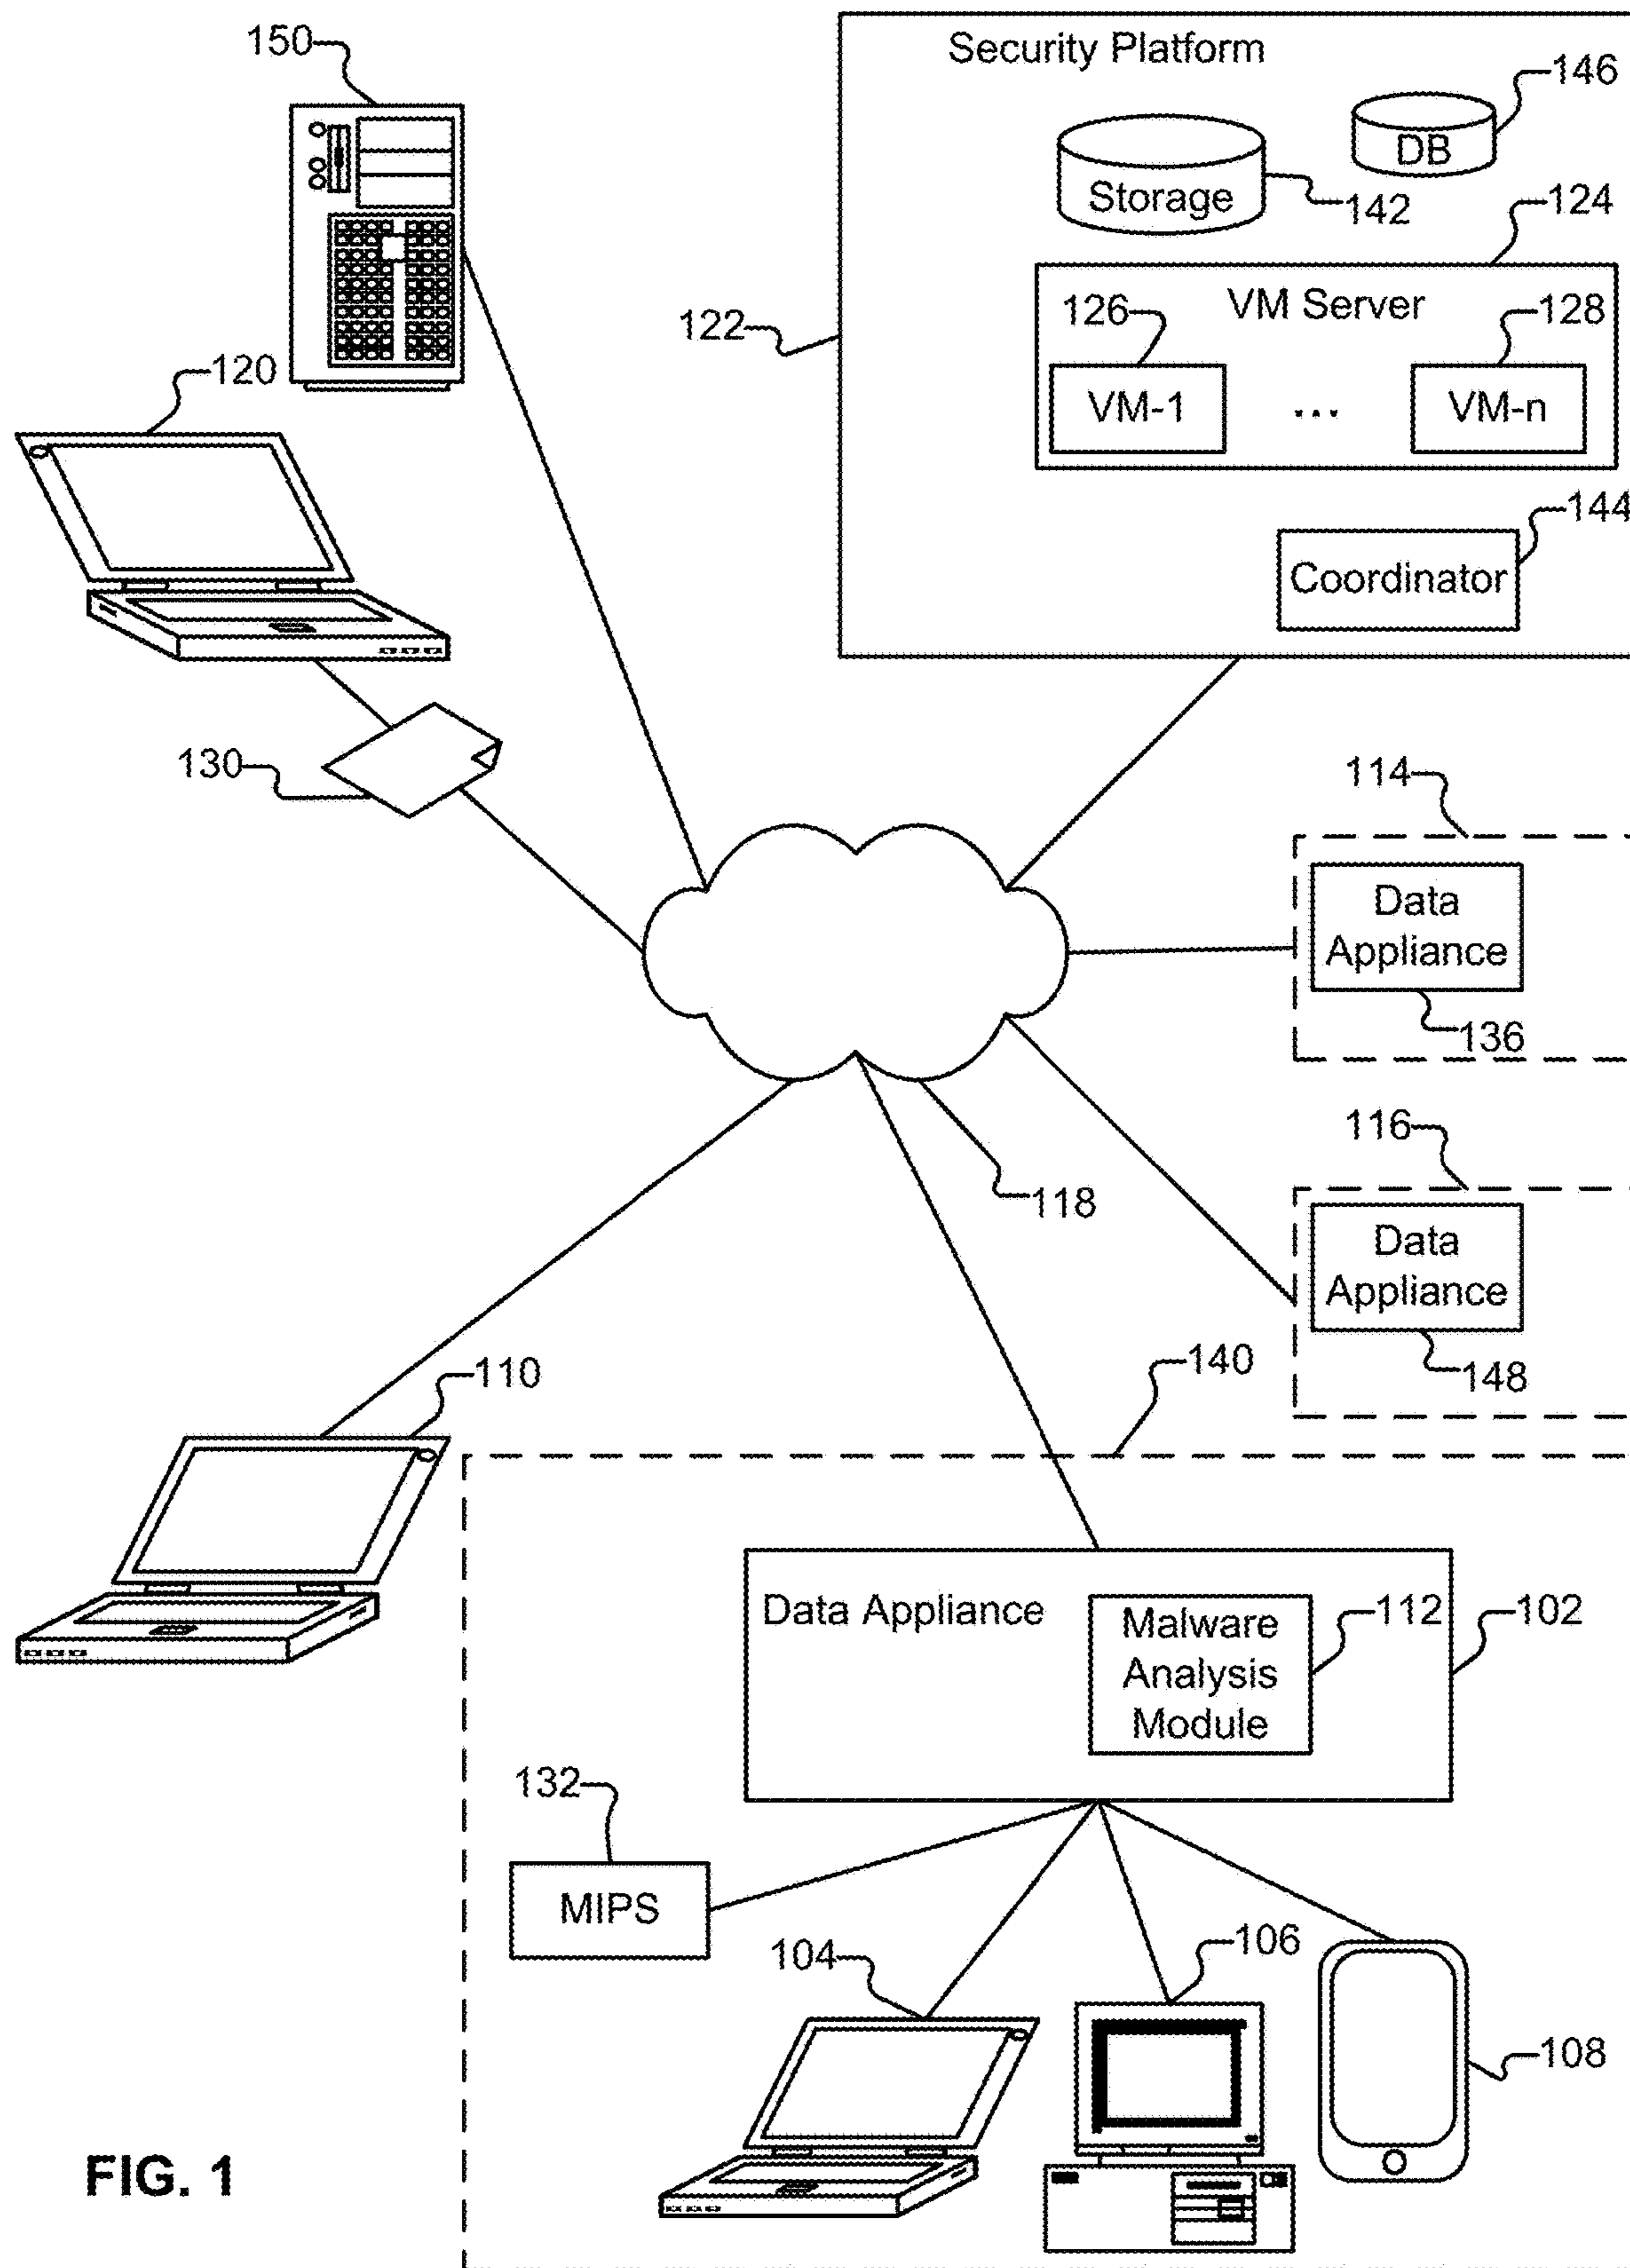 150
Security Platform
146
DB
Storage
142
124
120
122
126
VM Server
128
VM-1
...
VM-n
144
Coordinator
130
114
Data
Appliance
136
116
118
Data
Appliance
148
140
110
Data Appliance
Malware
Analysis
Module
112
102
132
MIPS
104
106
108
FIG. 1